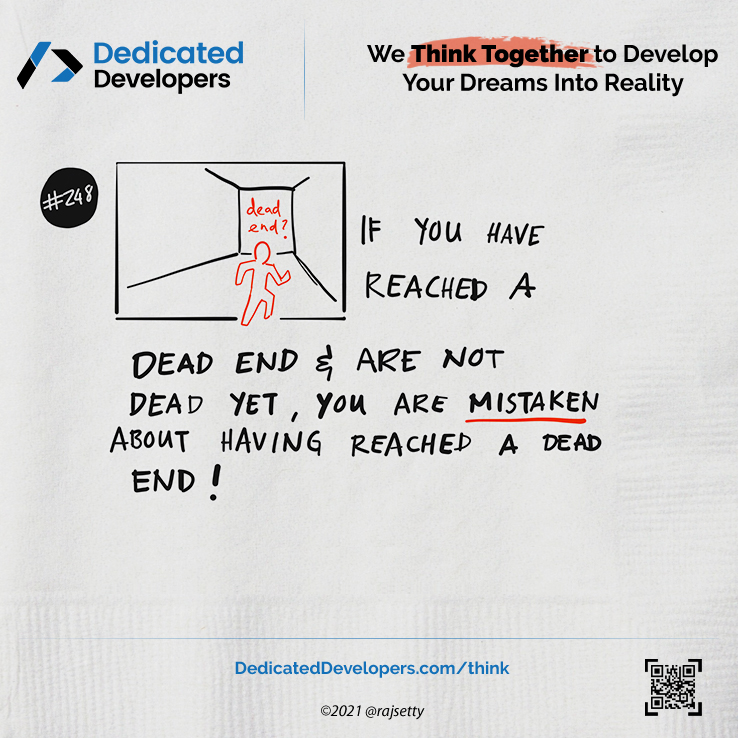 Dedicated
Developers
We Think Together to Develop
Your Dreams Into Reality
#248
dead
end?
IF YOU HAVE
REACHED A
DEAD END & ARE NOT
DEAD YET, YOU ARE MISTAKEN
ABOUT HAVING REACHED A DEAD
END!
DedicatedDevelopers.com/think
©2021 @rajsetty